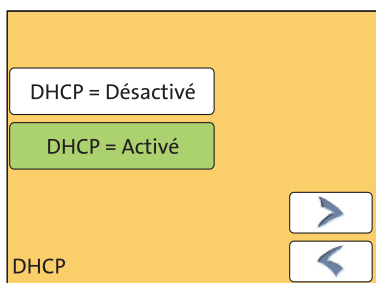 DHCP = Désactivé
DHCP = Activé
DHCP